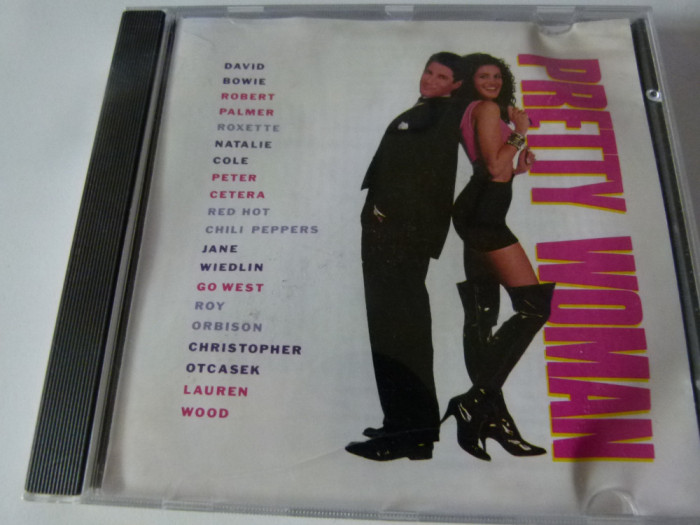 DAVID
BOWIE
ROBERT
PALMER
ROXETTE
NATALIE
COLE
PETER
CETERA
RED HOT
CHILI PEPPERS
JANE
WIEDLIN
GO WEST
ROY
ORBISON
CHRISTOPHER
OTCASEK
LAUREN
WOOD
PRETTY WOMAN